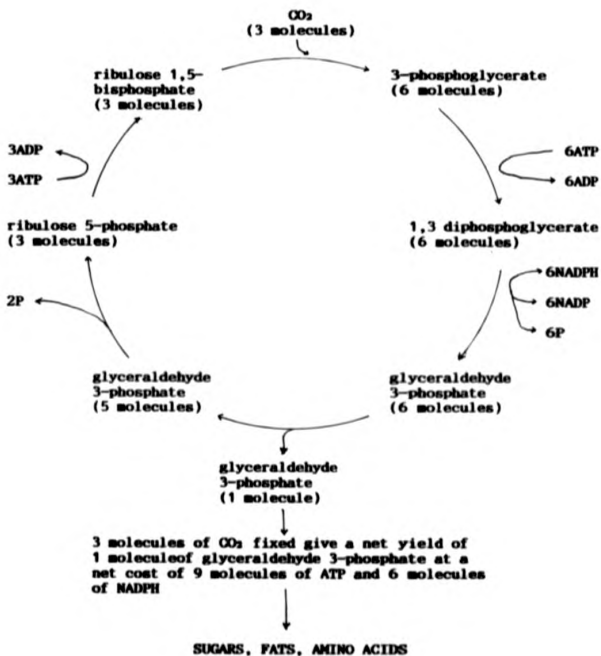 CO₂
(3 molecules)
ribulose 1,5-
bisphosphate
(3 molecules)
3-phosphoglycerate
(6 molecules)
3ADP
3ATP
6ATP
6ADP
ribulose 5-phosphate
(3 molecules)
1,3 diphosphoglycerate
(6 molecules)
6NADPH
6NADP
6P
2P
glyceraldehyde
3-phosphate
(5 molecules)
glyceraldehyde
3-phosphate
(6 molecules)
glyceraldehyde
3-phosphate
(1 molecule)
3 molecules of CO₂ fixed give a net yield of
1 moleculeof glyceraldehyde 3-phosphate at a
net cost of 9 molecules of ATP and 6 molecules
of NADPH
SUGARS, FATS, AMINO ACIDS